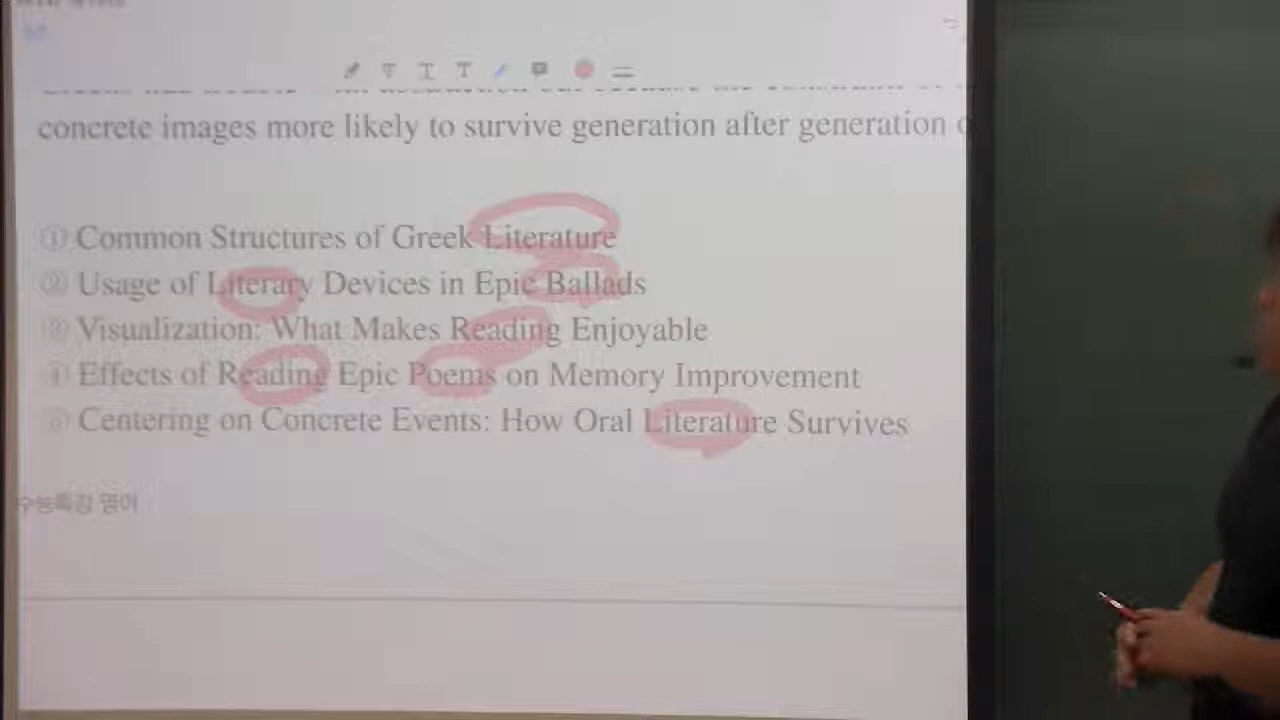 concrete images more likely to survive generation after generation
① Common Structures of Greek Literature
② Usage of Literary Devices in Epic Ballads
③ Visualization: What Makes Reading Enjoyable
④ Effects of Reading Epic Poems on Memory Improvement
⑤ Centering on Concrete Events: How Oral Literature Survives
수능특강 영어